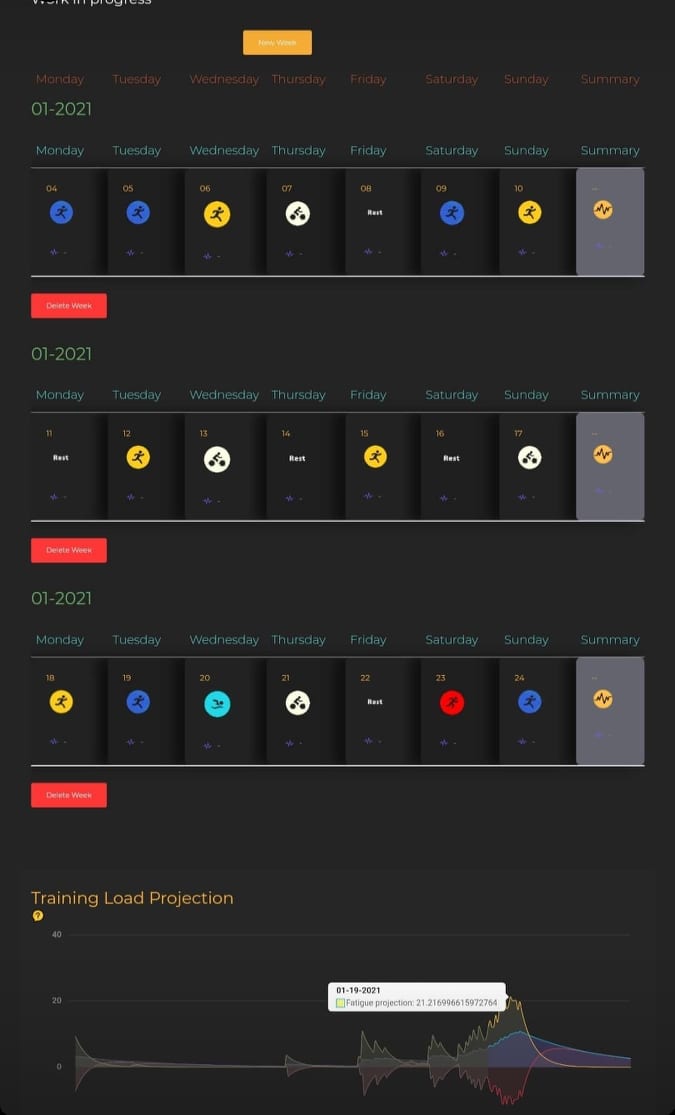 Work in progress
New Week
Monday Tuesday Wednesday Thursday Friday Saturday Sunday Summary
01-2021
Monday Tuesday Wednesday Thursday Friday Saturday Sunday Summary
04 05 06 07 08 09 10 --
Rest
- - - - - - -
Delete Week
01-2021
Monday Tuesday Wednesday Thursday Friday Saturday Sunday Summary
11 12 13 14 15 16 17 --
Rest Rest Rest
- - - - - - -
Delete Week
01-2021
Monday Tuesday Wednesday Thursday Friday Saturday Sunday Summary
18 19 20 21 22 23 24 --
Rest
- - - - - - -
Delete Week
Training Load Projection
?
40
01-19-2021
20
Fatigue projection: 21.216996615972764
0